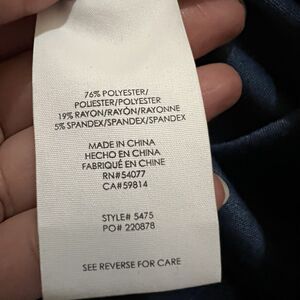 76% POLYESTER/
POLIESTER/POLYESTER
19% RAYON/RAYON/RAYONNE
5% SPANDEX/SPANDEX/SPANDEX
MADE IN CHINA
HECHO EN CHINA
FABRIQUÉ EN CHINE
RN#54077
CA#59814
STYLE# 5475
PO# 220878
SEE REVERSE FOR CARE